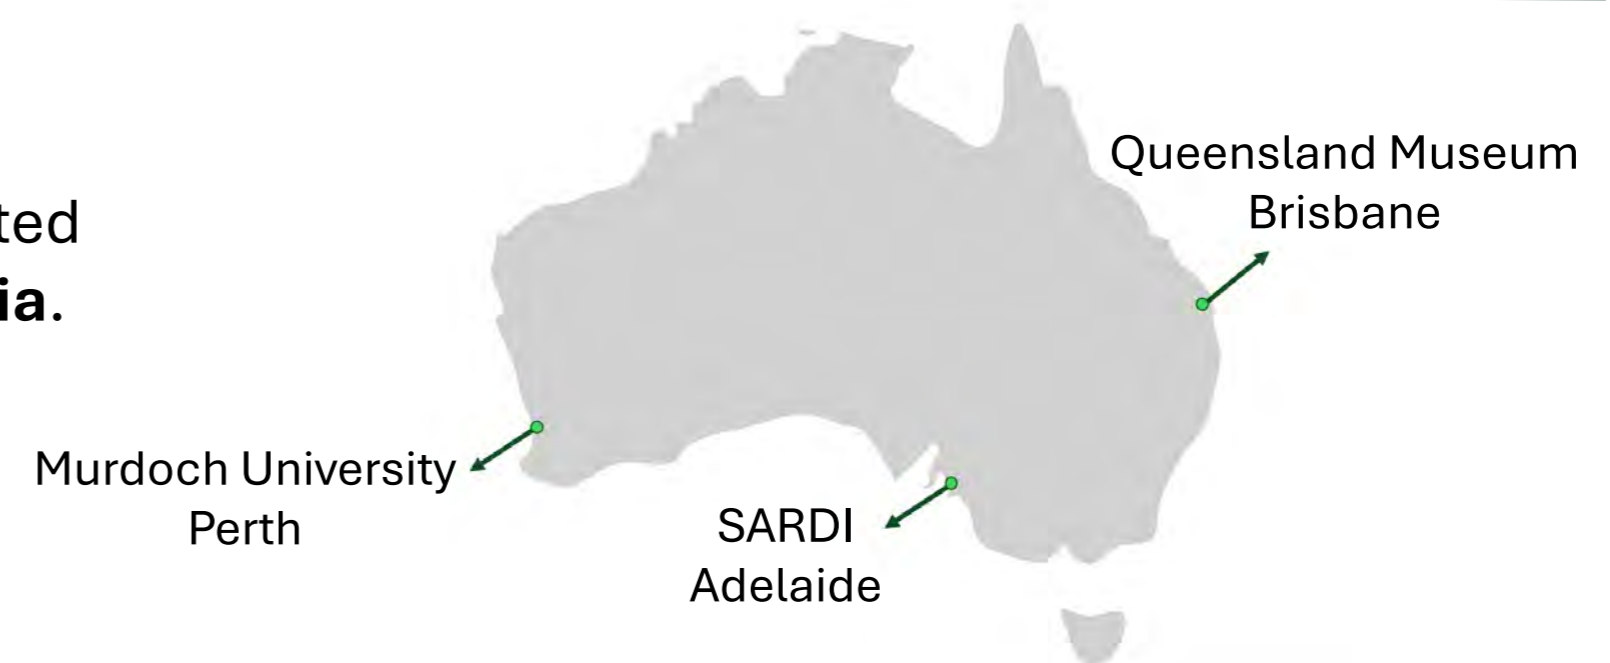 ted
ia.
Queensland Museum
Brisbane
Murdoch University
Perth
SARDI
Adelaide